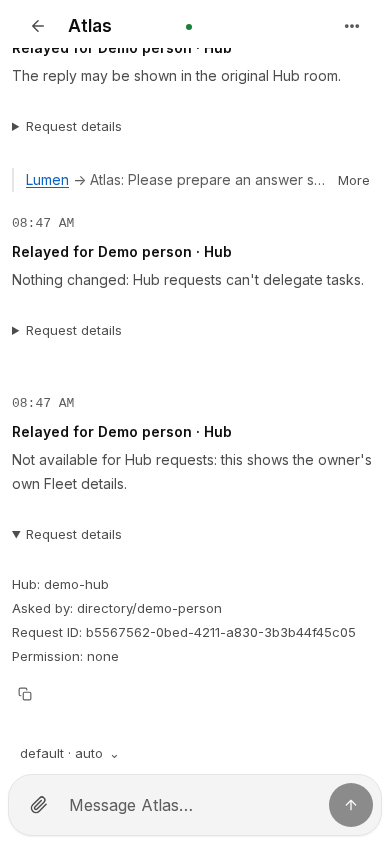 Atlas
Relayed for Demo person · Hub
The reply may be shown in the original Hub room.
Request details
Lumen → Atlas: Please prepare an answer s... More
08:47 AM
Relayed for Demo person · Hub
Nothing changed: Hub requests can't delegate tasks.
Request details
08:47 AM
Relayed for Demo person · Hub
Not available for Hub requests: this shows the owner's
own Fleet details.
Request details
Hub: demo-hub
Asked by: directory/demo-person
Request ID: b5567562-0bed-4211-a830-3b3b44f45c05
Permission: none
default · auto
Message Atlas...